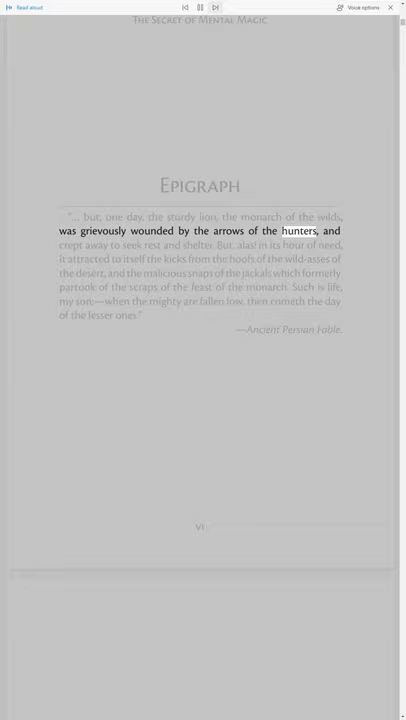 Read aloud
Voice options
THE SECRET OF MENTAL MAGIC
EPIGRAPH
"... but, one day, the sturdy lion, the monarch of the wilds,
was grievously wounded by the arrows of the hunters, and
crept away to seek rest and shelter. But, alas! in its hour of need,
it attracted to itself the kicks from the hoofs of the wild-asses of
the desert, and the malicious snaps of the jackals which formerly
partook of the scraps of the feast of the monarch. Such is life,
my son;—when the mighty are fallen low, then cometh the day
of the lesser ones."
—Ancient Persian Fable.
VI